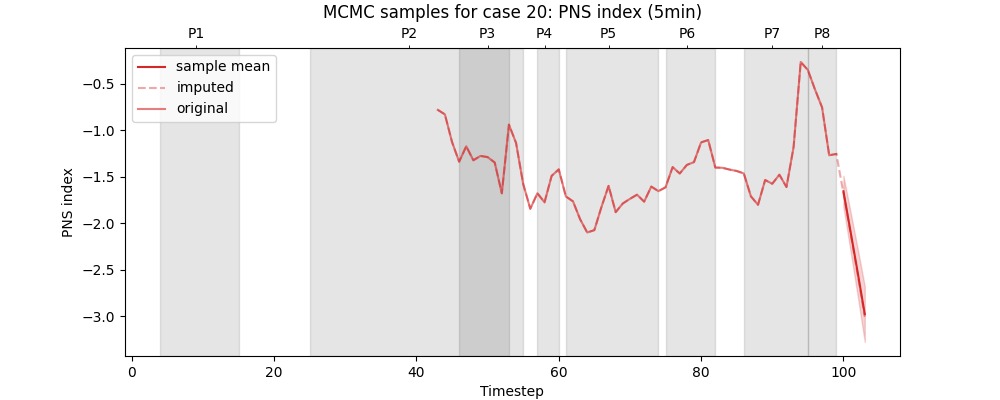 MCMC samples for case 20: PNS index (5min)
P1 P2 P3 P4 P5 P6 P7 P8
sample mean
imputed
original
PNS index
−0.5
−1.0
−1.5
−2.0
−2.5
−3.0
0 20 40 60 80 100
Timestep